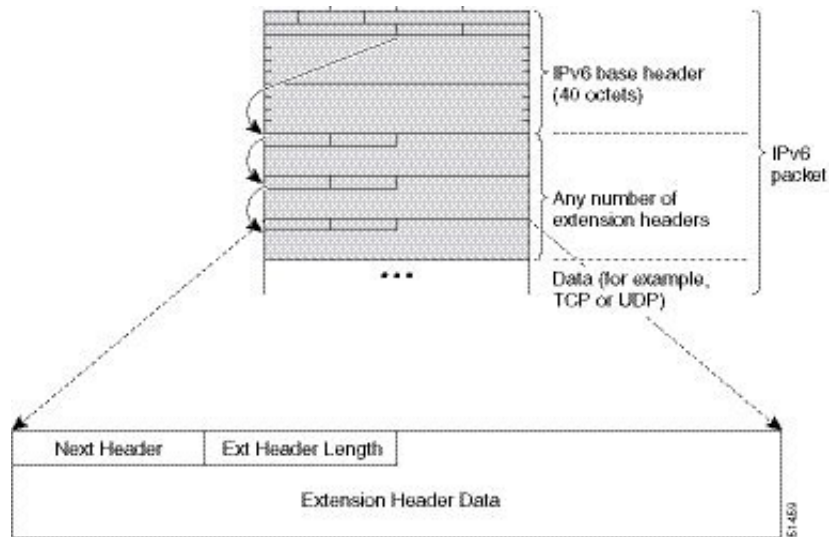 IPv6 base header
(40 octets)
IPv6
packet
Any number of
extension headers
Data (for example,
TCP or UDP)
Next Header
Ext Header Length
Extension Header Data
51459